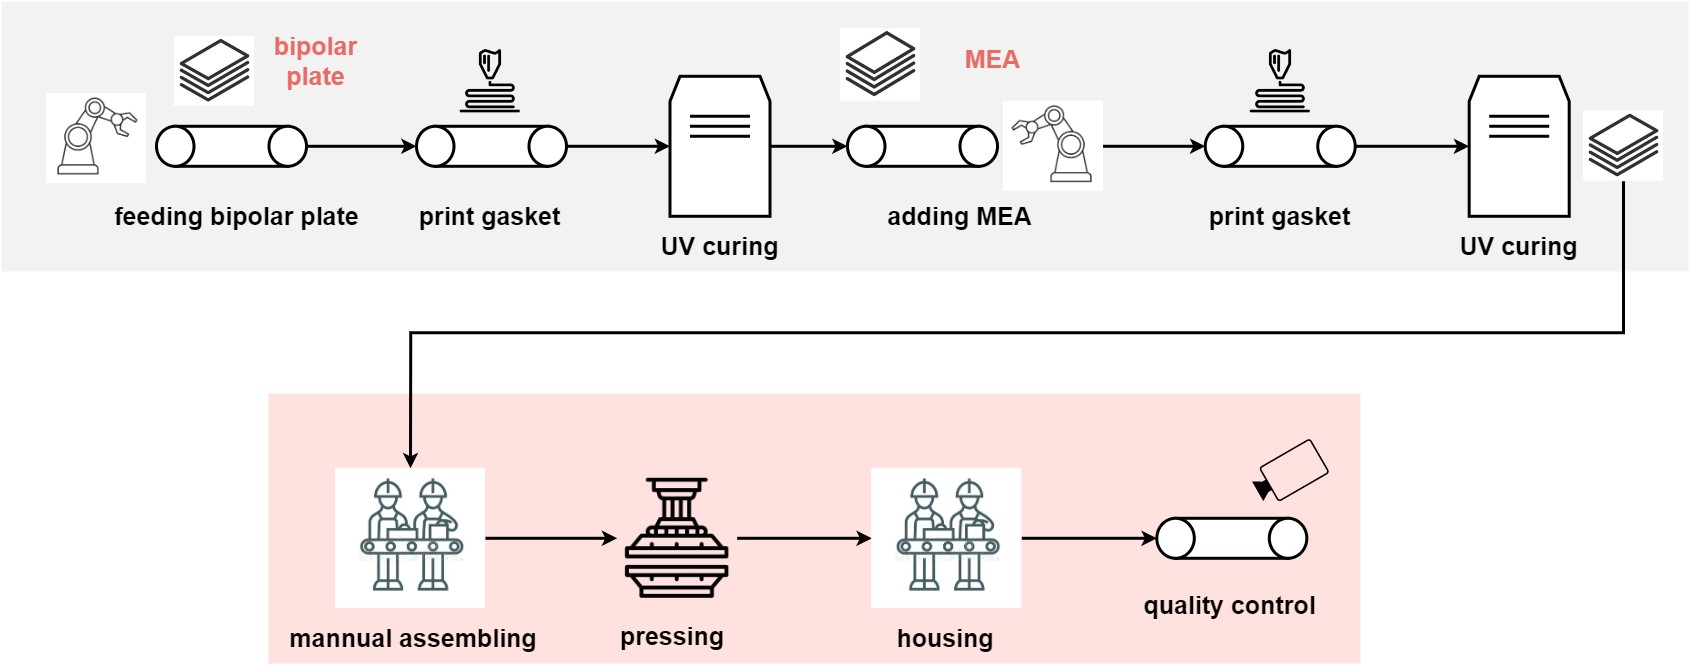 bipolar
plate
MEA
feeding bipolar plate
print gasket
UV curing
adding MEA
print gasket
UV curing
mannual assembling
pressing
housing
quality control